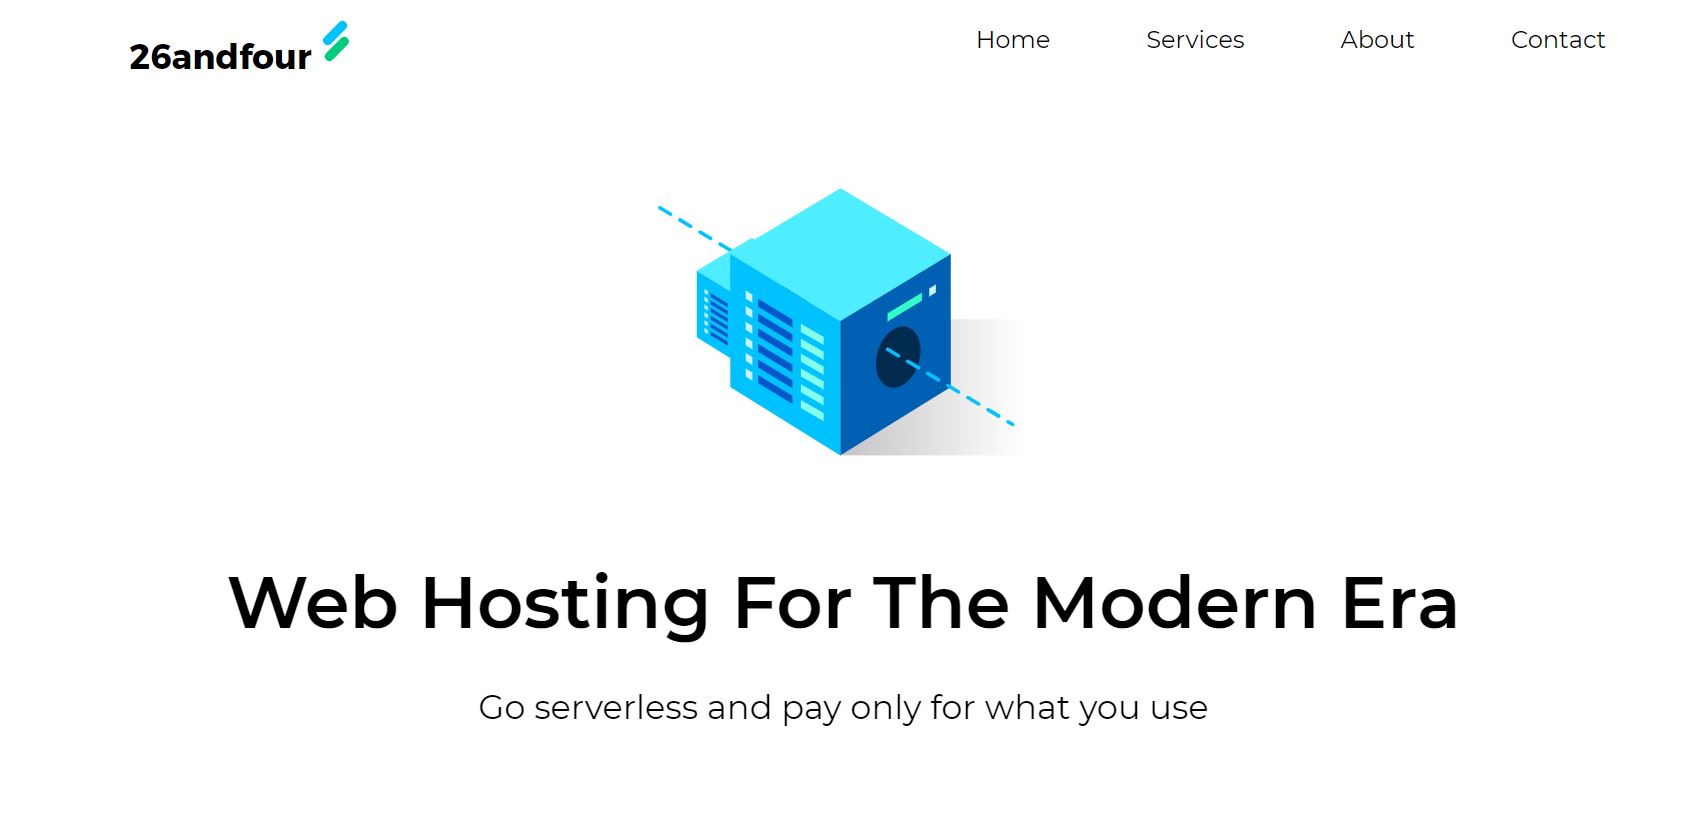 26andfour
Home Services About Contact
Web Hosting For The Modern Era
Go serverless and pay only for what you use